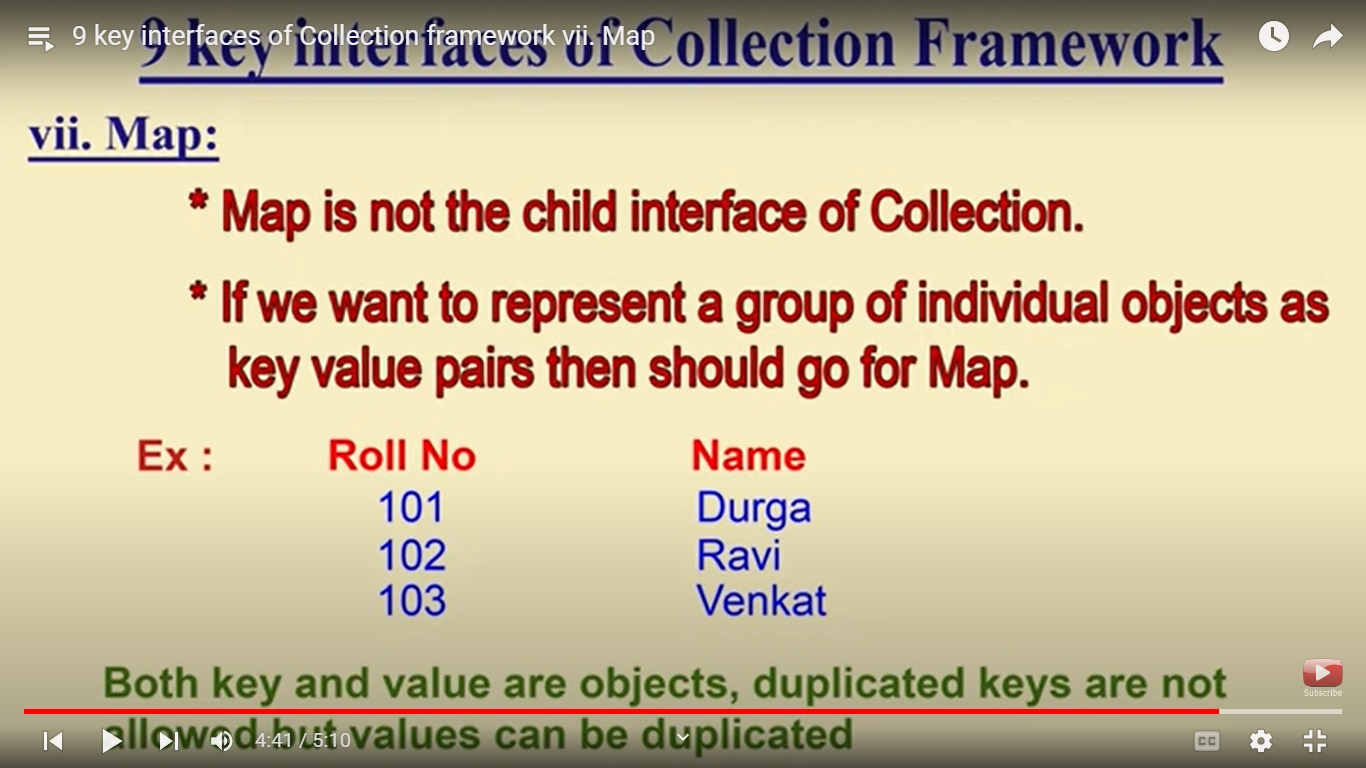 9 key interfaces of Collection framework vii. Map
9 key interfaces of Collection Framework
vii. Map:
* Map is not the child interface of Collection.
* If we want to represent a group of individual objects as
key value pairs then should go for Map.
Ex : Roll No Name
101 Durga
102 Ravi
103 Venkat
Both key and value are objects, duplicated keys are not
allowed but values can be duplicated
Subscribe
4:41 / 5:10
CC